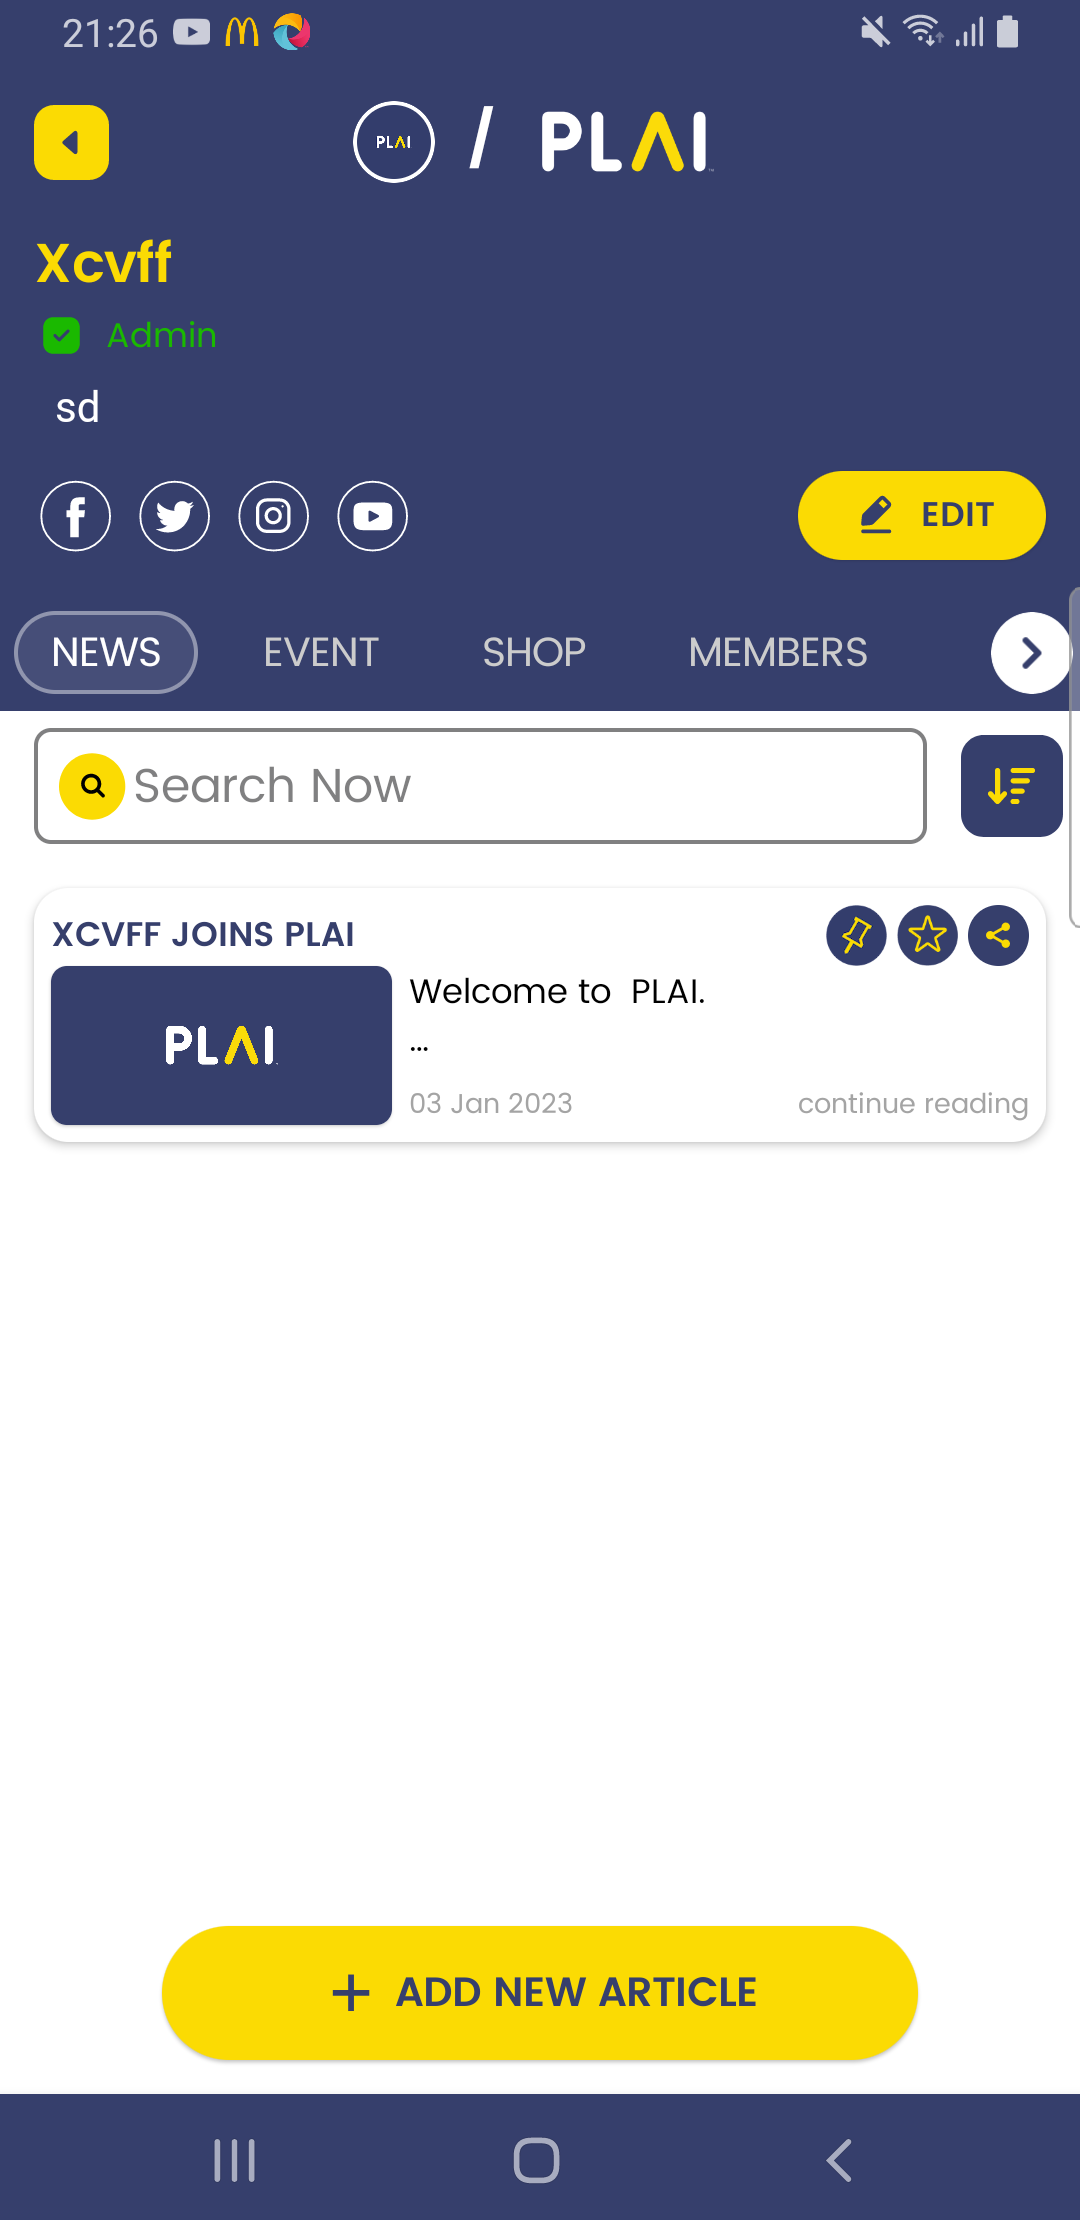 21:26
PLAI / PLAI
Xcvff
Admin
sd
EDIT
NEWS EVENT SHOP MEMBERS
Search Now
XCVFF JOINS PLAI
PLAI
Welcome to PLAI.
...
03 Jan 2023 continue reading
+ ADD NEW ARTICLE